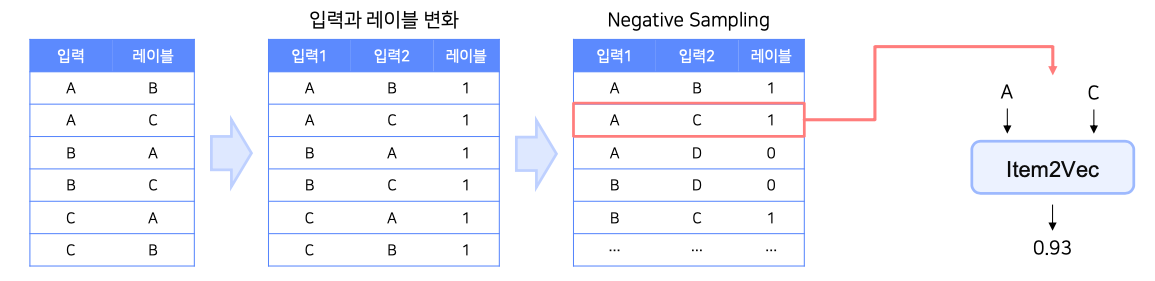 입력과 레이블 변화
Negative Sampling
입력 레이블
A B
A C
B A
B C
C A
C B
입력1 입력2 레이블
A B 1
A C 1
B A 1
B C 1
C A 1
C B 1
입력1 입력2 레이블
A B 1
A C 1
A D 0
B D 0
B C 1
... ... ...
A C
Item2Vec
0.93